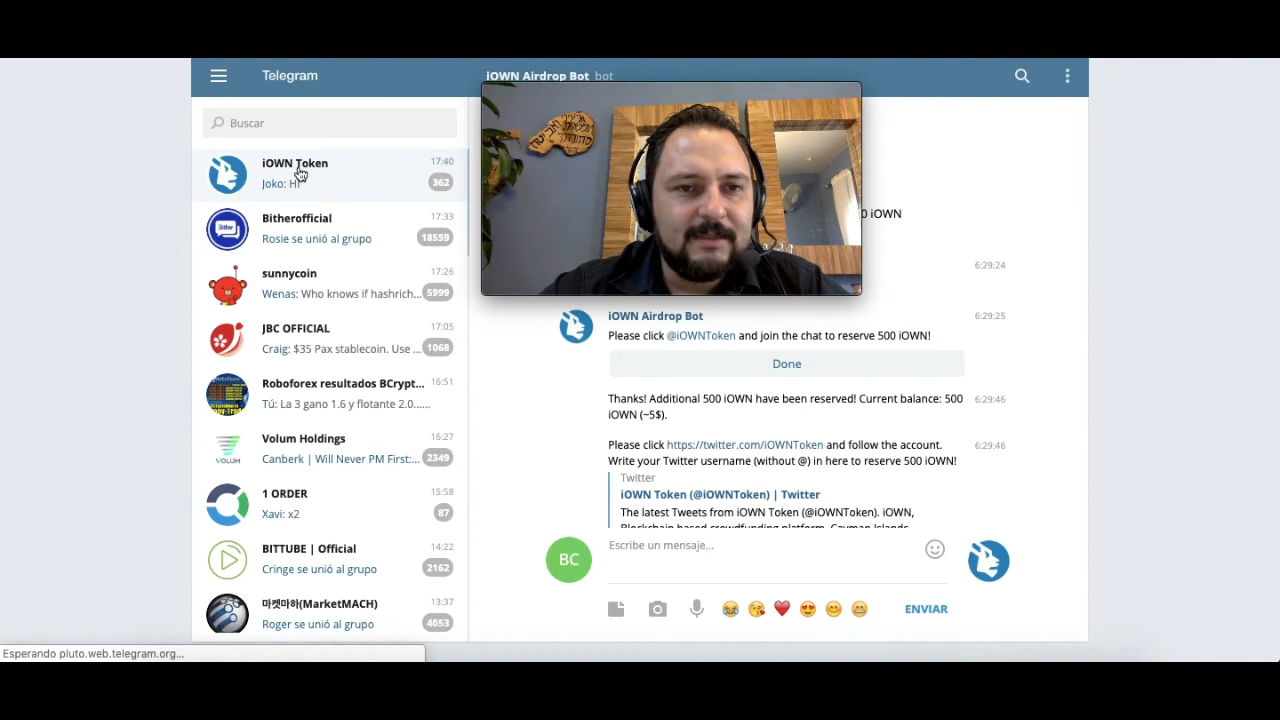 Telegram
iOWN Airdrop Bot bot
Buscar
iOWN Token 17:40
Joko: Hi 362
Bitherofficial 17:33
Rosie se unió al grupo 18559
sunnycoin 17:26
Wenas: Who knows if hashrich... 5999
JBC OFFICIAL 17:05
Craig: $35 Pax stablecoin. Use ... 1068
Roboforex resultados BCrypt... 16:51
Tú: La 3 gano 1.6 y flotante 2.0......
Volum Holdings 16:27
VOLUM
Canberk | Will Never PM First:... 2349
1 ORDER 15:58
Xavi: x2 87
BITTUBE | Official 14:22
Cringe se unió al grupo 2162
마켓마하(MarketMACH) 13:37
Roger se unió al grupo 4053
0 iOWN
6:29:24
iOWN Airdrop Bot 6:29:25
Please click @iOWNToken and join the chat to reserve 500 iOWN!
Done
Thanks! Additional 500 iOWN have been reserved! Current balance: 500 6:29:46
iOWN (~5$).
Please click https://twitter.com/iOWNToken and follow the account. 6:29:46
Write your Twitter username (without @) in here to reserve 500 iOWN!
Twitter
iOWN Token (@iOWNToken) | Twitter
The latest Tweets from iOWN Token (@iOWNToken). iOWN,
Blockchain based crowdfunding platform. Cayman Islands
BC
Escribe un mensaje...
ENVIAR
Esperando pluto.web.telegram.org...